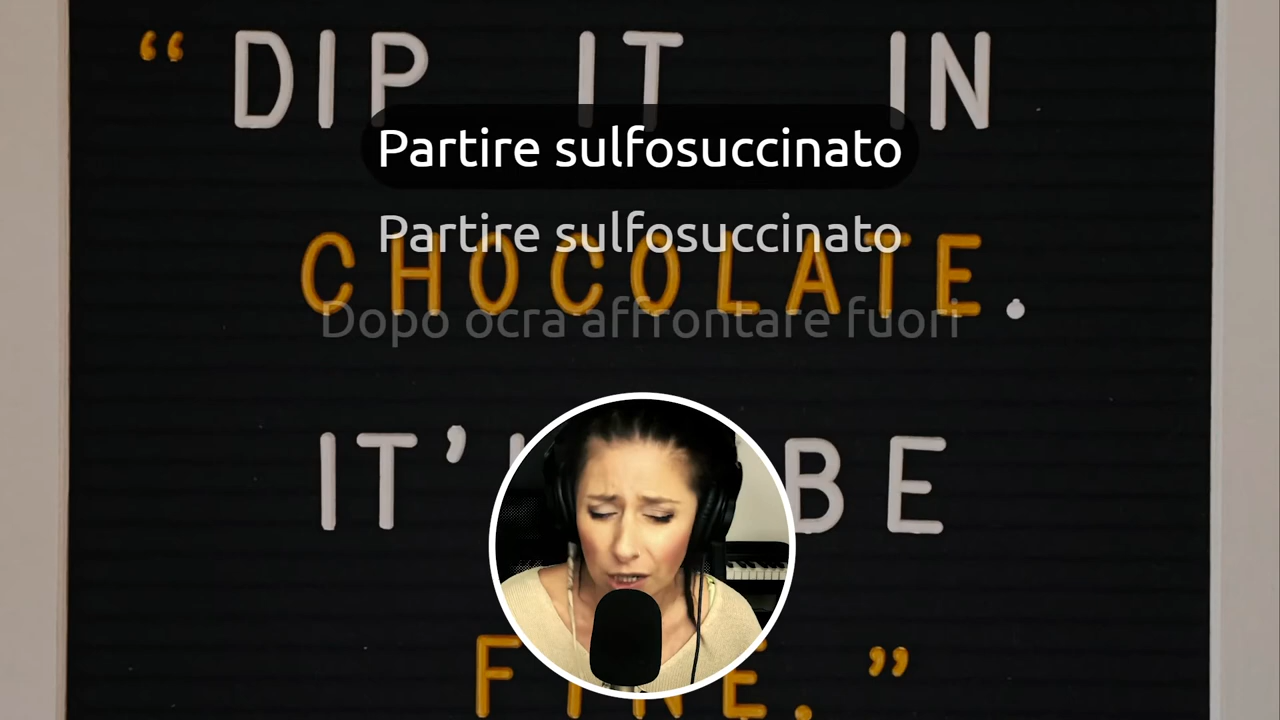 “ DIP IT IN
Partire sulfosuccinato
Partire sulfosuccinato
CHOCOLATE.
Dopo ocra affrontare fuori
IT’ BE
FINE.”